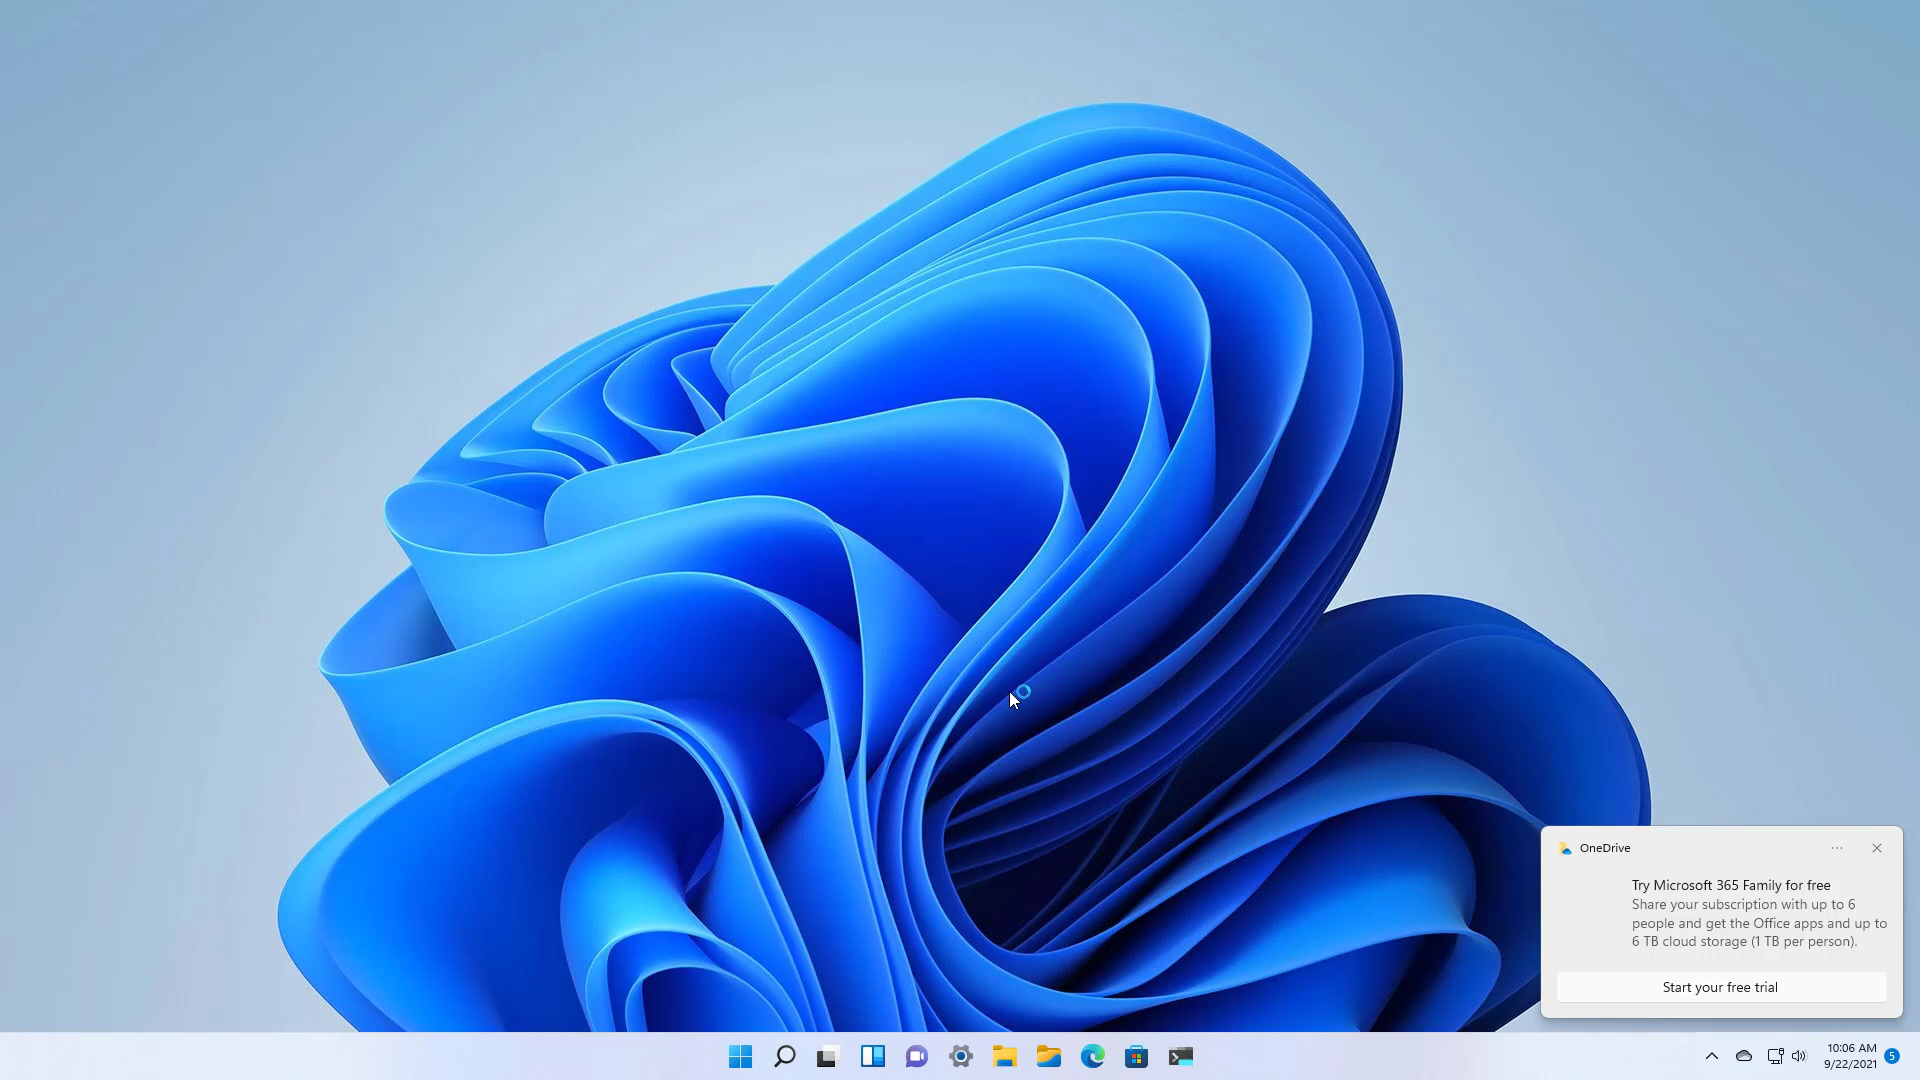 OneDrive
Try Microsoft 365 Family for free
Share your subscription with up to 6
people and get the Office apps and up to
6 TB cloud storage (1 TB per person).
Start your free trial
10:06 AM
9/22/2021
5